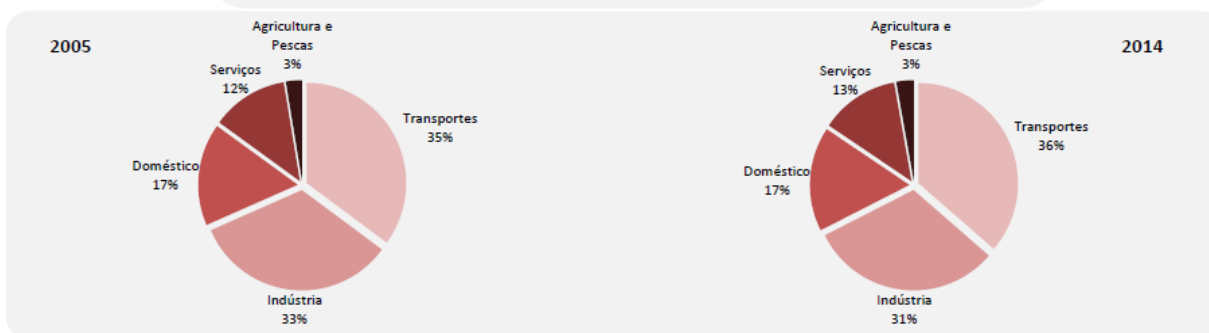 2005
Agricultura e
Pescas
3%
Serviços
12%
Transportes
35%
Doméstico
17%
Indústria
33%
2014
Agricultura e
Pescas
3%
Serviços
13%
Transportes
36%
Doméstico
17%
Indústria
31%